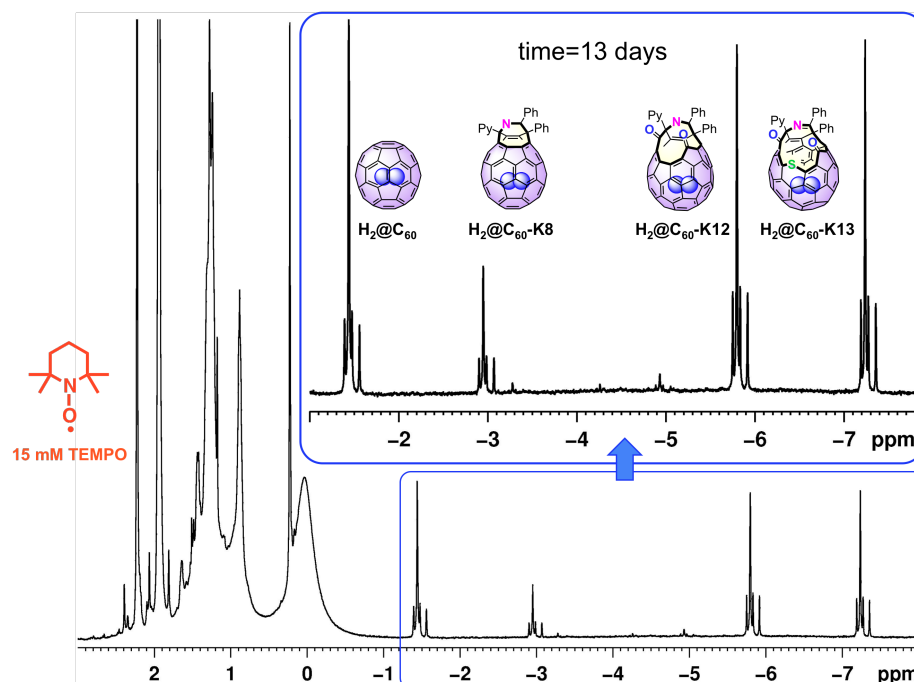 time=13 days
N
Ph
Py
Ph
Py
N
Ph
O
O
Ph
Py
N
Ph
O
O
Ph
S
H₂@C₆₀
H₂@C₆₀-K8
H₂@C₆₀-K12
H₂@C₆₀-K13
−2 −3 −4 −5 −6 −7 ppm
N
O
•
15 mM TEMPO
2 1 0 −1 −2 −3 −4 −5 −6 −7 ppm